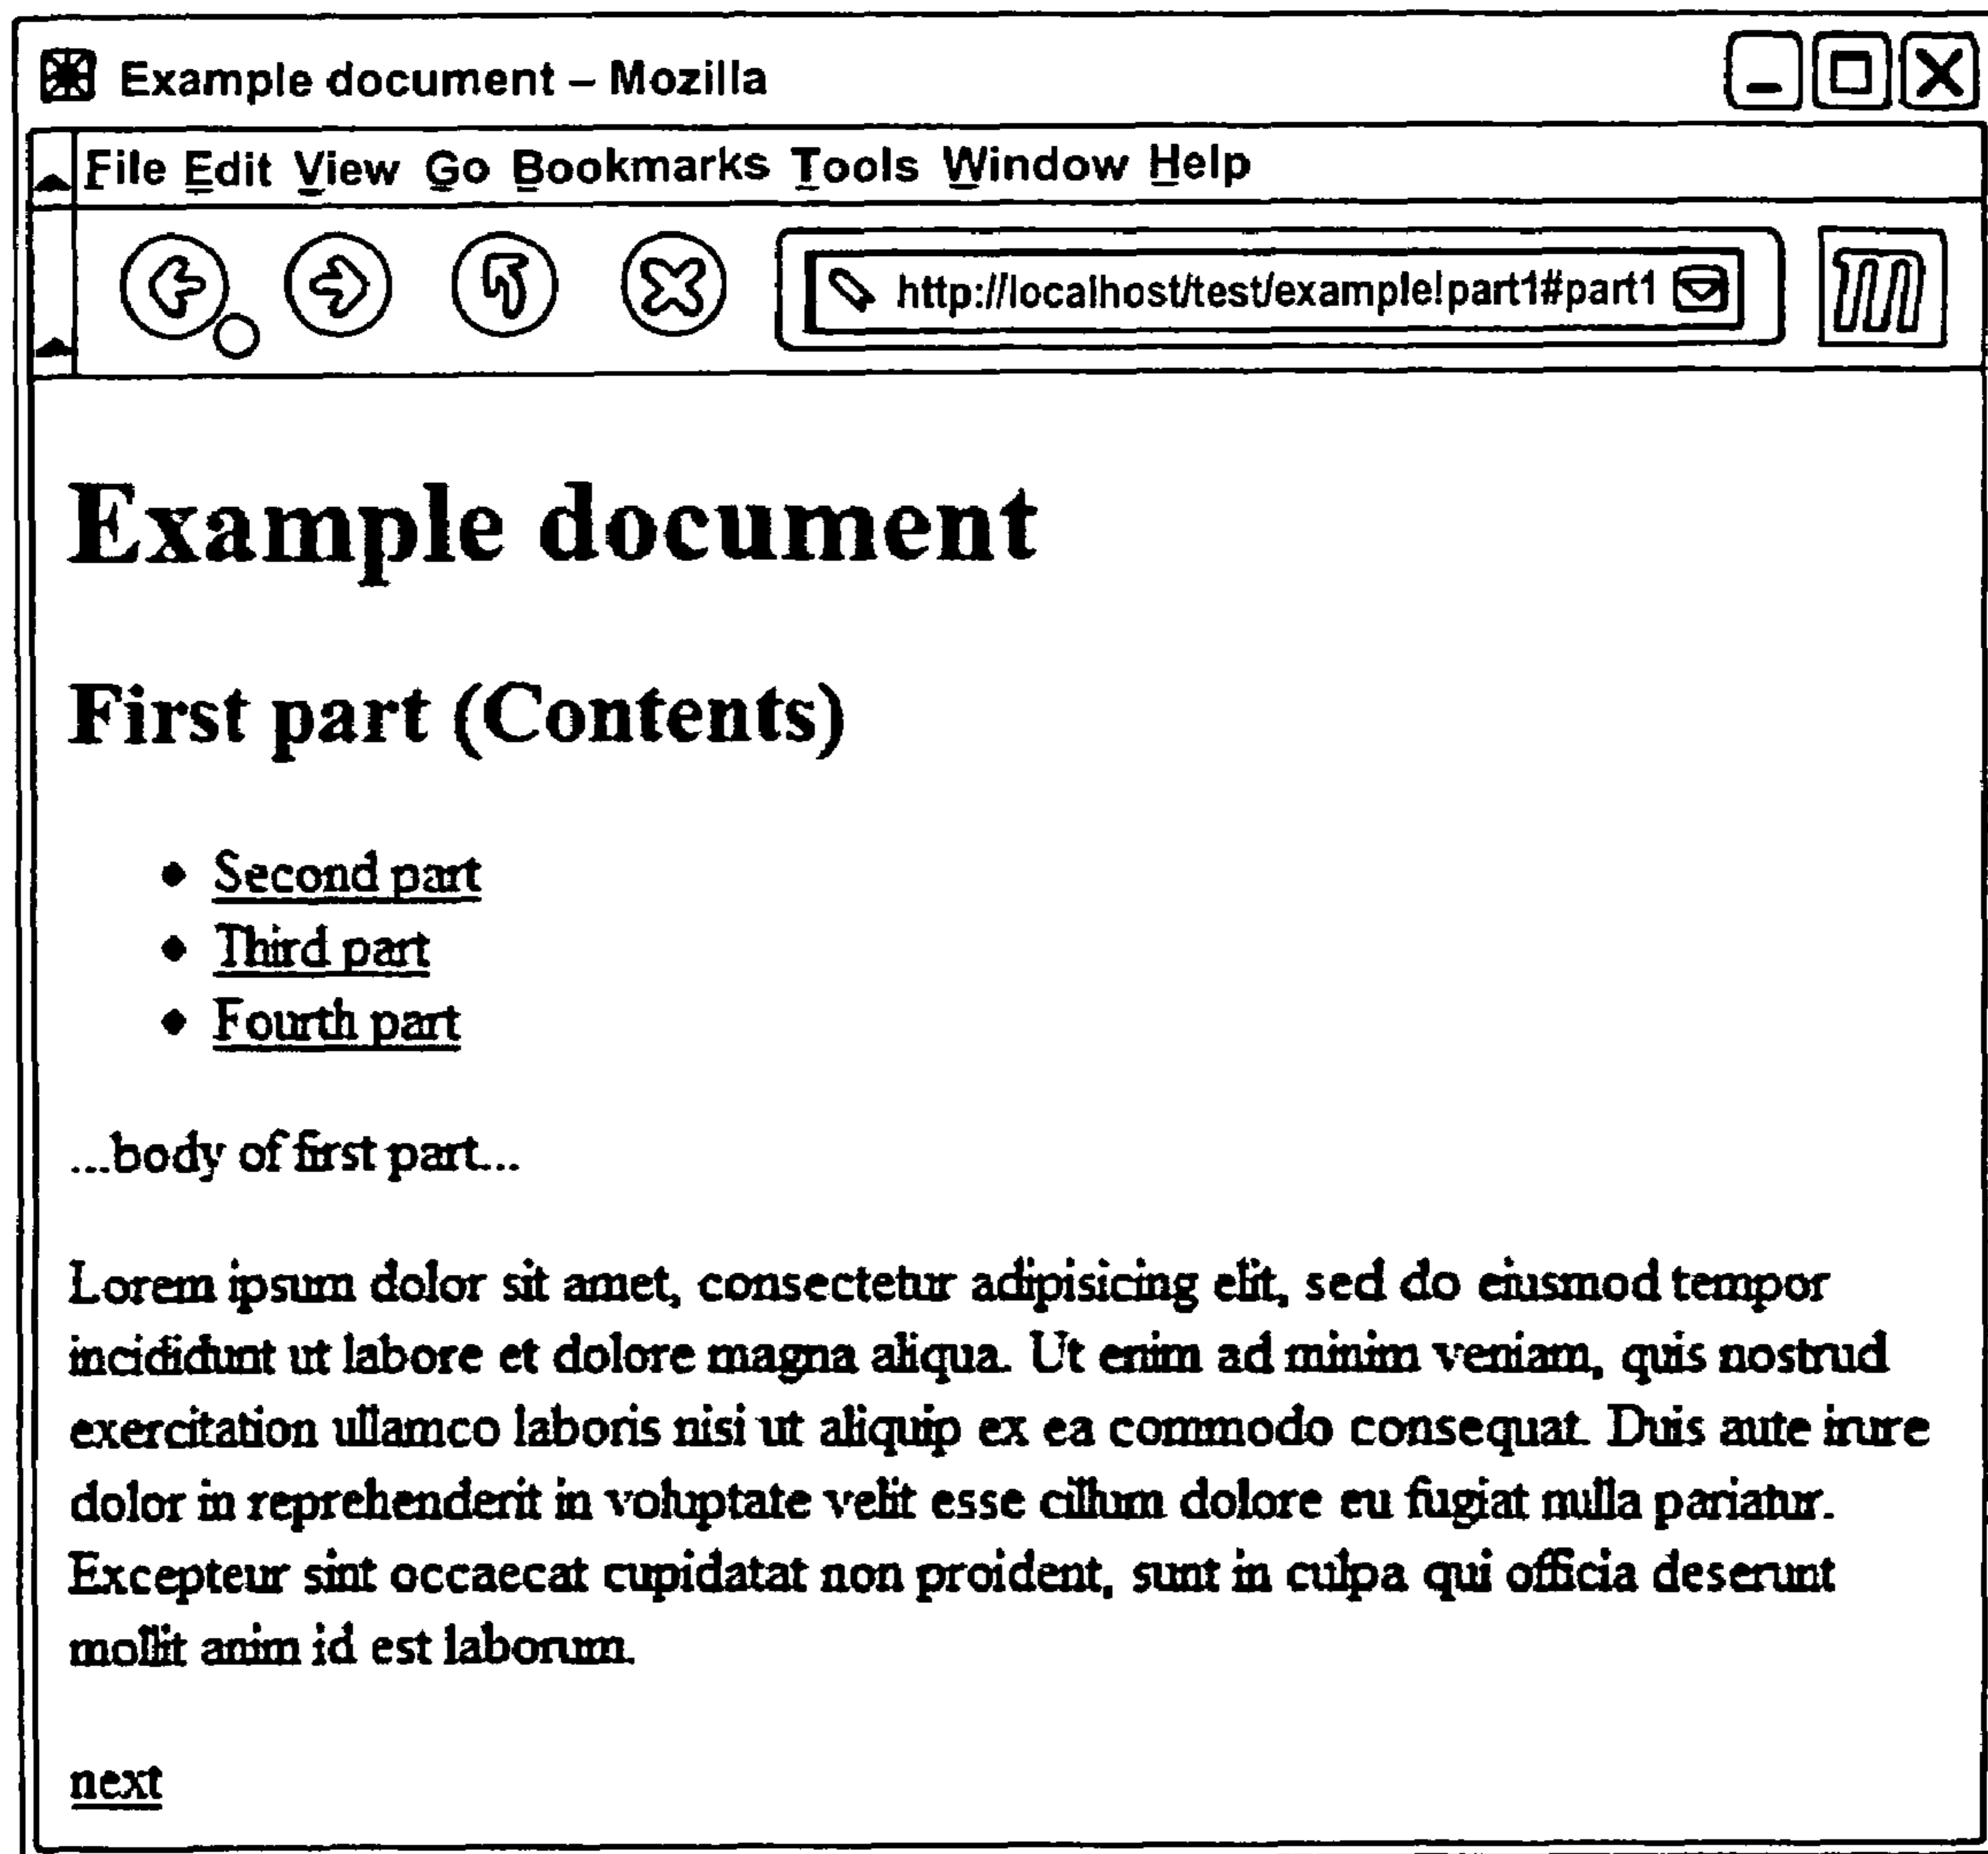 Example document – Mozilla
File Edit View Go Bookmarks Tools Window Help
http://localhost/test/example!part1#part1
m
Example document
First part (Contents)
• Second part
• Third part
• Fourth part
...body of first part...
Lorem ipsum dolor sit amet, consectetur adipisicing elit, sed do eiusmod tempor
incididunt ut labore et dolore magna aliqua. Ut enim ad minim veniam, quis nostrud
exercitation ullamco laboris nisi ut aliquip ex ea commodo consequat. Duis aute irure
dolor in reprehenderit in voluptate velit esse cillum dolore eu fugiat nulla pariatur.
Excepteur sint occaecat cupidatat non proident, sunt in culpa qui officia deserunt
mollit anim id est laborum.
next